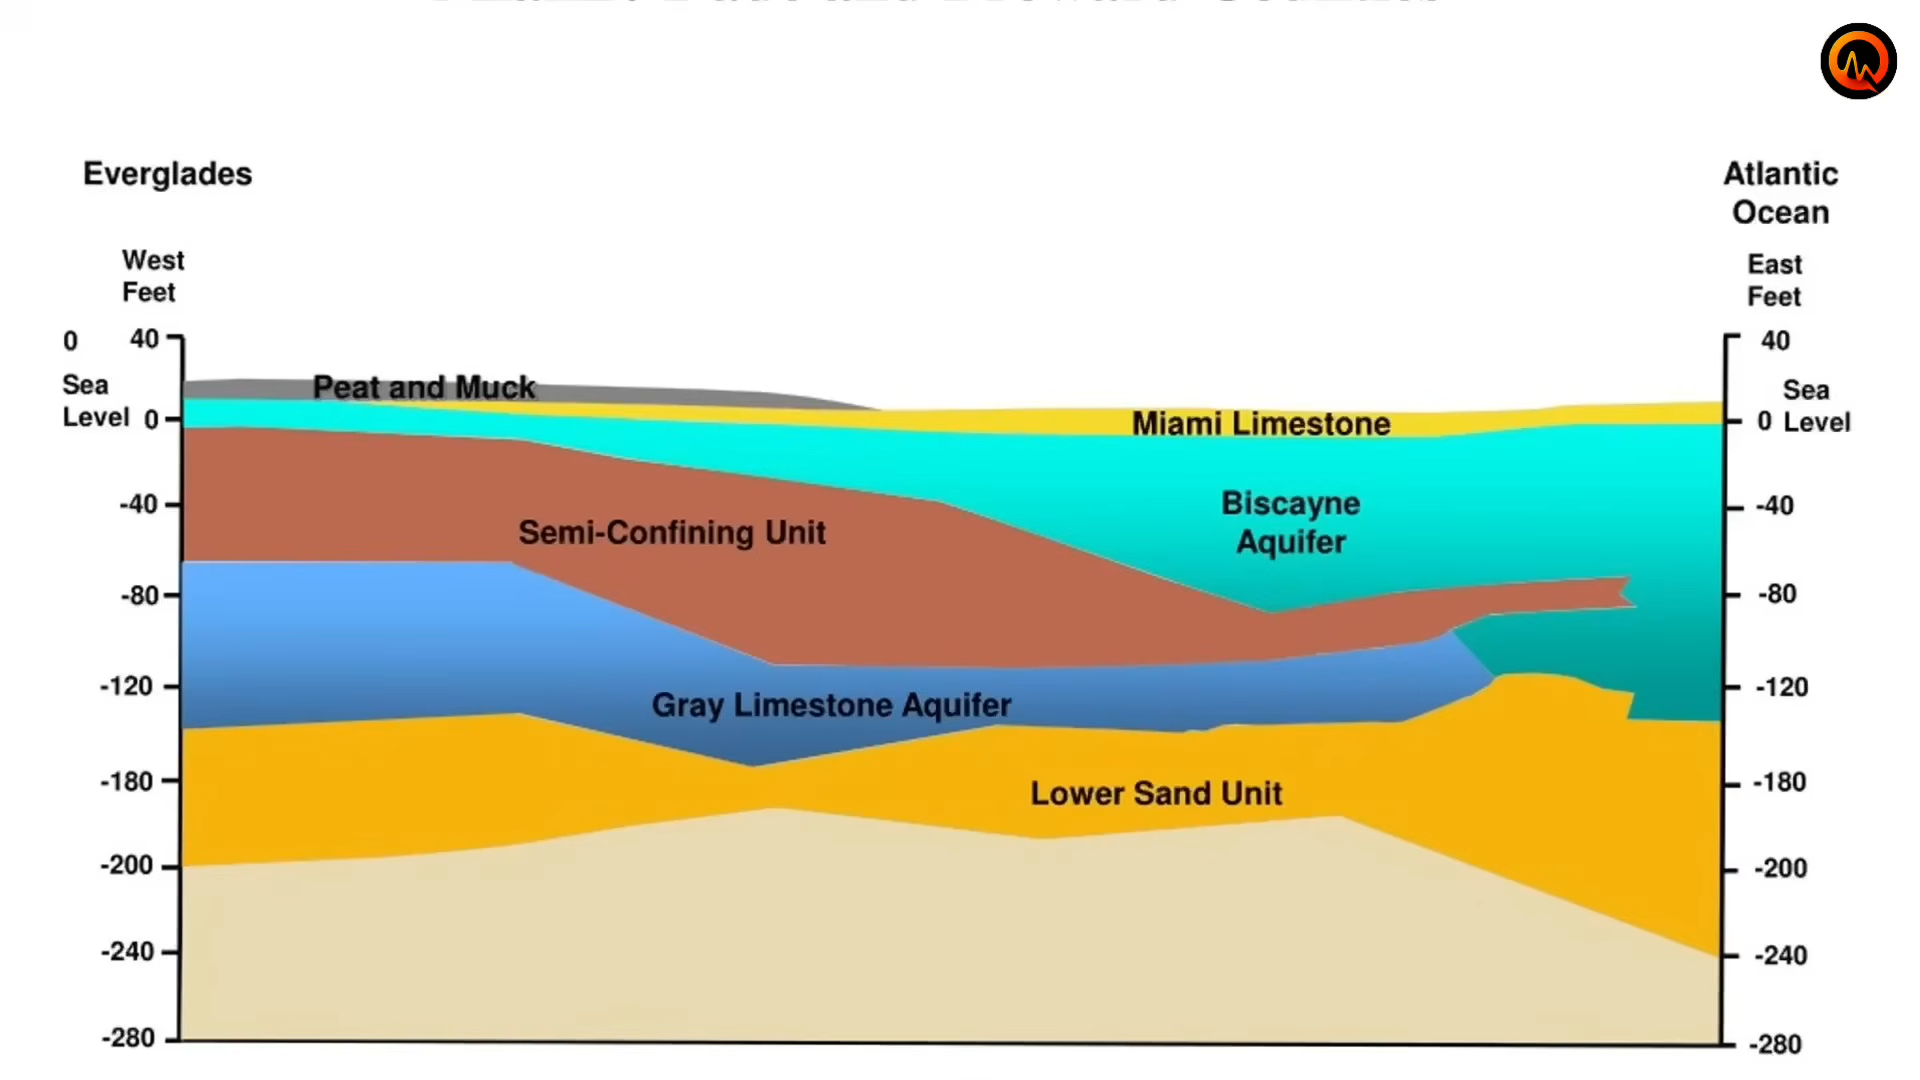 Everglades
Atlantic
Ocean
West
Feet
East
Feet
0
40
40
Sea
Level
0
Sea
0 Level
Peat and Muck
Miami Limestone
Biscayne
Aquifer
Semi-Confining Unit
Gray Limestone Aquifer
Lower Sand Unit
-40
-40
-80
-80
-120
-120
-180
-180
-200
-200
-240
-240
-280
-280